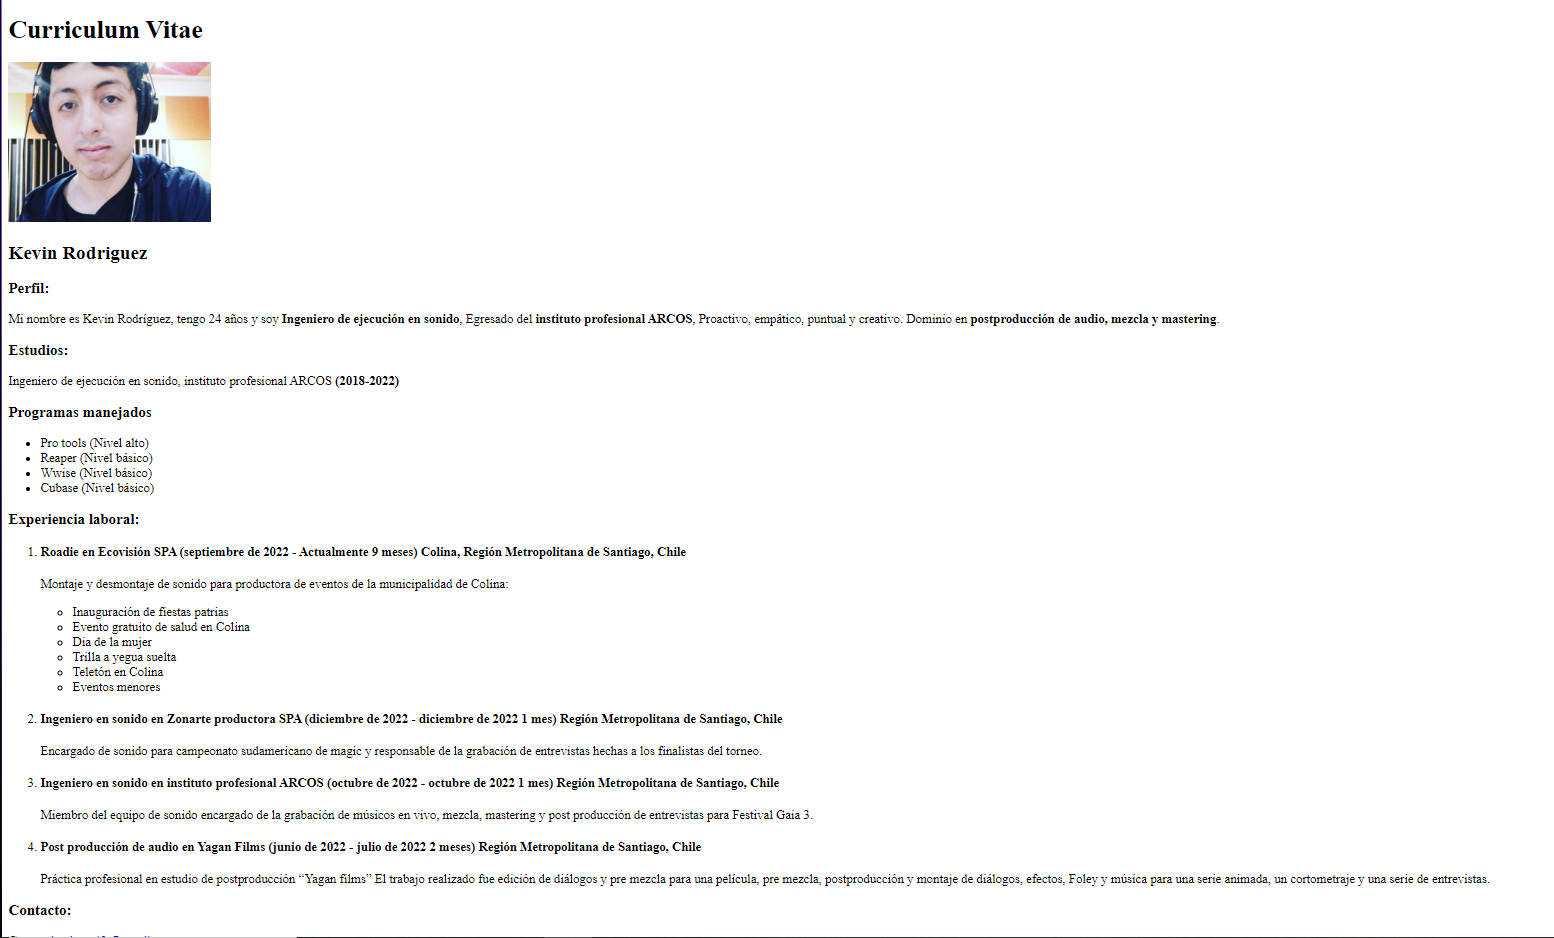 Curriculum Vitae
Kevin Rodriguez
Perfil:
Mi nombre es Kevin Rodríguez, tengo 24 años y soy Ingeniero de ejecución en sonido, Egresado del instituto profesional ARCOS, Proactivo, empático, puntual y creativo. Dominio en postproducción de audio, mezcla y mastering.
Estudios:
Ingeniero de ejecución en sonido, instituto profesional ARCOS (2018-2022)
Programas manejados
• Pro tools (Nivel alto)
• Reaper (Nivel básico)
• Wwise (Nivel básico)
• Cubase (Nivel básico)
Experiencia laboral:
1. Roadie en Ecovisión SPA (septiembre de 2022 - Actualmente 9 meses) Colina, Región Metropolitana de Santiago, Chile
Montaje y desmontaje de sonido para productora de eventos de la municipalidad de Colina:
◦ Inauguración de fiestas patrias
◦ Evento gratuito de salud en Colina
◦ Dia de la mujer
◦ Trilla a yegua suelta
◦ Teletón en Colina
◦ Eventos menores
2. Ingeniero en sonido en Zonarte productora SPA (diciembre de 2022 - diciembre de 2022 1 mes) Región Metropolitana de Santiago, Chile
Encargado de sonido para campeonato sudamericano de magic y responsable de la grabación de entrevistas hechas a los finalistas del torneo.
3. Ingeniero en sonido en instituto profesional ARCOS (octubre de 2022 - octubre de 2022 1 mes) Región Metropolitana de Santiago, Chile
Miembro del equipo de sonido encargado de la grabación de músicos en vivo, mezcla, mastering y post producción de entrevistas para Festival Gaia 3.
4. Post producción de audio en Yagan Films (junio de 2022 - julio de 2022 2 meses) Región Metropolitana de Santiago, Chile
Práctica profesional en estudio de postproducción “Yagan films” El trabajo realizado fue edición de diálogos y pre mezcla para una película, pre mezcla, postproducción y montaje de diálogos, efectos, Foley y música para una serie animada, un cortometraje y una serie de entrevistas.
Contacto: